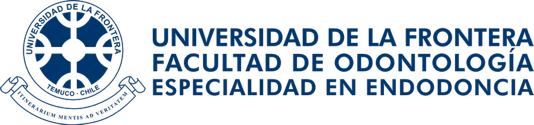 UNIVERSIDAD DE LA FRONTERA
TEMUCO · CHILE
ITINERARIUM MENTIS AD VERITATEM
UNIVERSIDAD DE LA FRONTERA
FACULTAD DE ODONTOLOGÍA
ESPECIALIDAD EN ENDODONCIA